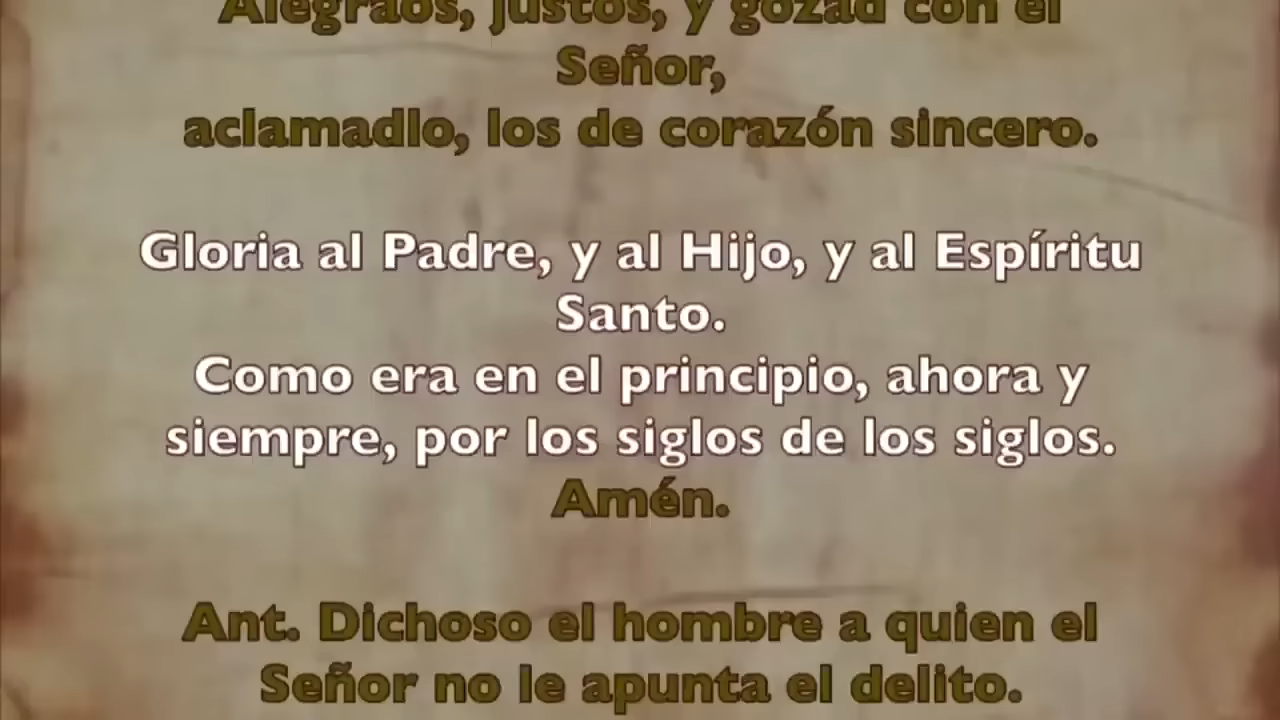 Alegraos, justos, y gozad con el
Señor,
aclamadlo, los de corazón sincero.
Gloria al Padre, y al Hijo, y al Espíritu
Santo.
Como era en el principio, ahora y
siempre, por los siglos de los siglos.
Amén.
Ant. Dichoso el hombre a quien el
Señor no le apunta el delito.